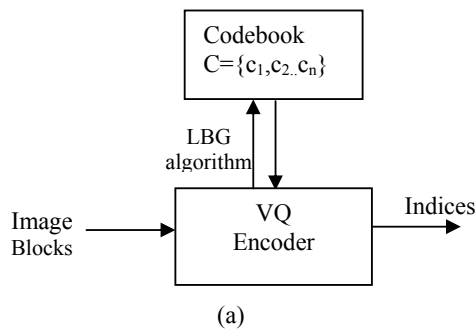 Codebook
C={c₁,c₂..cₙ}
LBG
algorithm
Image
Blocks
VQ
Encoder
Indices
(a)